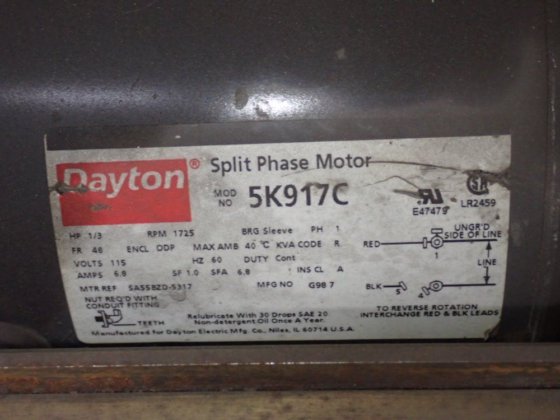 Dayton® Split Phase Motor
MOD NO 5K917C
E47479 LR2459
HP 1/3 RPM 1725 BRG Sleeve PH 1
FR 48 ENCL ODP MAX AMB 40 °C KVA CODE R
VOLTS 115 HZ 60 DUTY Cont
AMPS 6.8 SF 1.0 SFA 6.8 INS CL A
MTR REF SA55BZD-5317 MFG NO G98 7
NUT REQ'D WITH
CONDUIT FITTING
TEETH
Relubricate With 30 Drops SAE 20
Non-detergent Oil Once A Year.
Manufactured for Dayton Electric Mfg. Co., Niles, IL 60714 U.S.A.
UNGR'D
SIDE OF LINE
RED 1
LINE
BLK 5 4
TO REVERSE ROTATION
INTERCHANGE RED & BLK LEADS